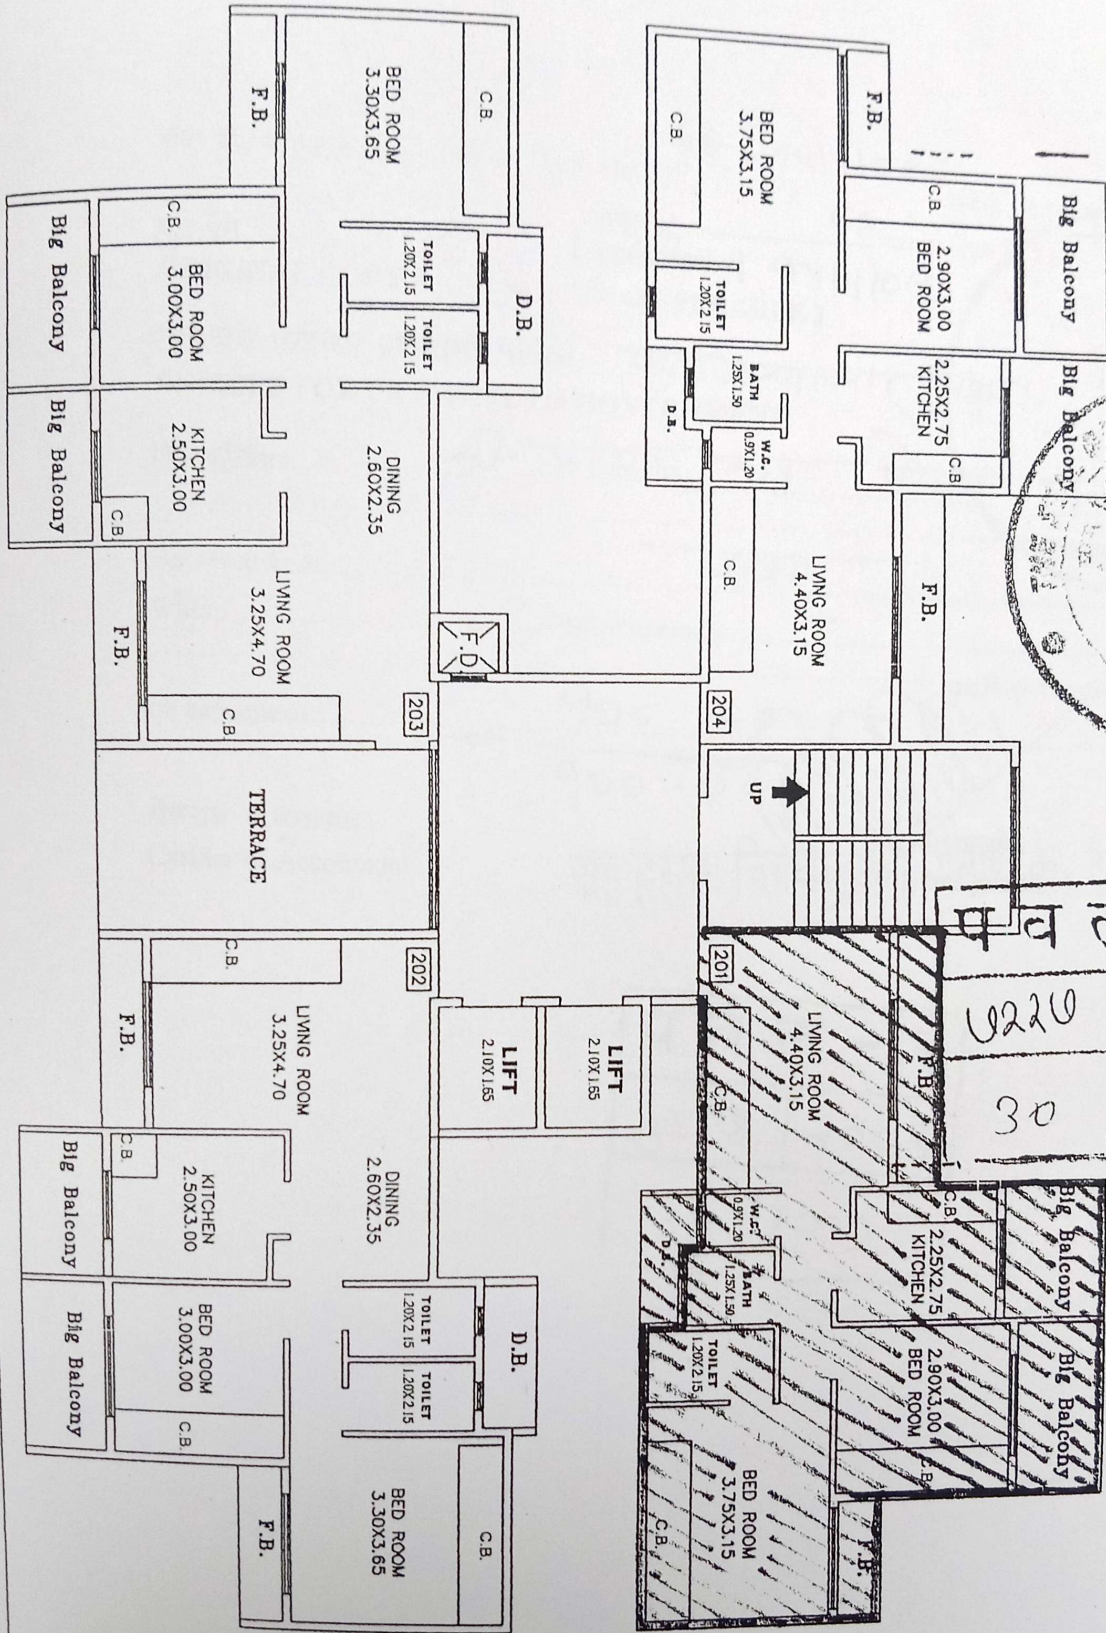 F.B.
BED ROOM
3.30X3.65
C.B.
TOILET
1.20X2.15
TOILET
1.20X2.15
D.B.
Big Balcony
C.B.
BED ROOM
3.00X3.00
Big Balcony
KITCHEN
2.50X3.00
C.B.
DINING
2.60X2.35
F.B.
LIVING ROOM
3.25X4.70
C.B.
203
F.D.
BED ROOM
3.75X3.15
C.B.
F.B.
TOILET
1.20X2.15
BATH
1.25X1.50
W.C.
0.9X1.20
D.B.
C.B.
2.90X3.00
BED ROOM
Big Balcony
2.25X2.75
KITCHEN
C.B.
Big Balcony
C.B.
LIVING ROOM
4.40X3.15
F.B.
204
UP
TERRACE
202
C.B.
F.B.
LIVING ROOM
3.25X4.70
LIFT
2.10X1.65
LIFT
2.10X1.65
DINING
2.60X2.35
C.B.
KITCHEN
2.50X3.00
Big Balcony
BED ROOM
3.00X3.00
C.B.
Big Balcony
TOILET
1.20X2.15
TOILET
1.20X2.15
D.B.
BED ROOM
3.30X3.65
C.B.
F.B.
201
LIVING ROOM
4.40X3.15
C.B.
F.B.
W.C.
0.9X1.20
BATH
1.25X1.50
D.B.
TOILET
1.20X2.15
C.B.
2.25X2.75
KITCHEN
Big Balcony
2.90X3.00
BED ROOM
C.B.
Big Balcony
BED ROOM
3.75X3.15
C.B.
F.B.
प व
30